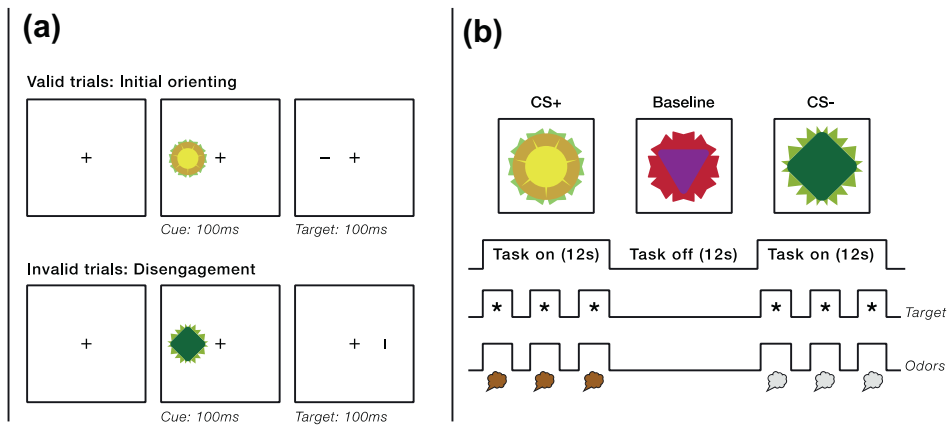 (a)
Valid trials: Initial orienting
+
+
– +
Cue: 100ms
Target: 100ms
Invalid trials: Disengagement
+
+
+ ı
Cue: 100ms
Target: 100ms
(b)
CS+
Baseline
CS-
Task on (12s)
Task off (12s)
Task on (12s)
* * *
* * *
Target
Odors